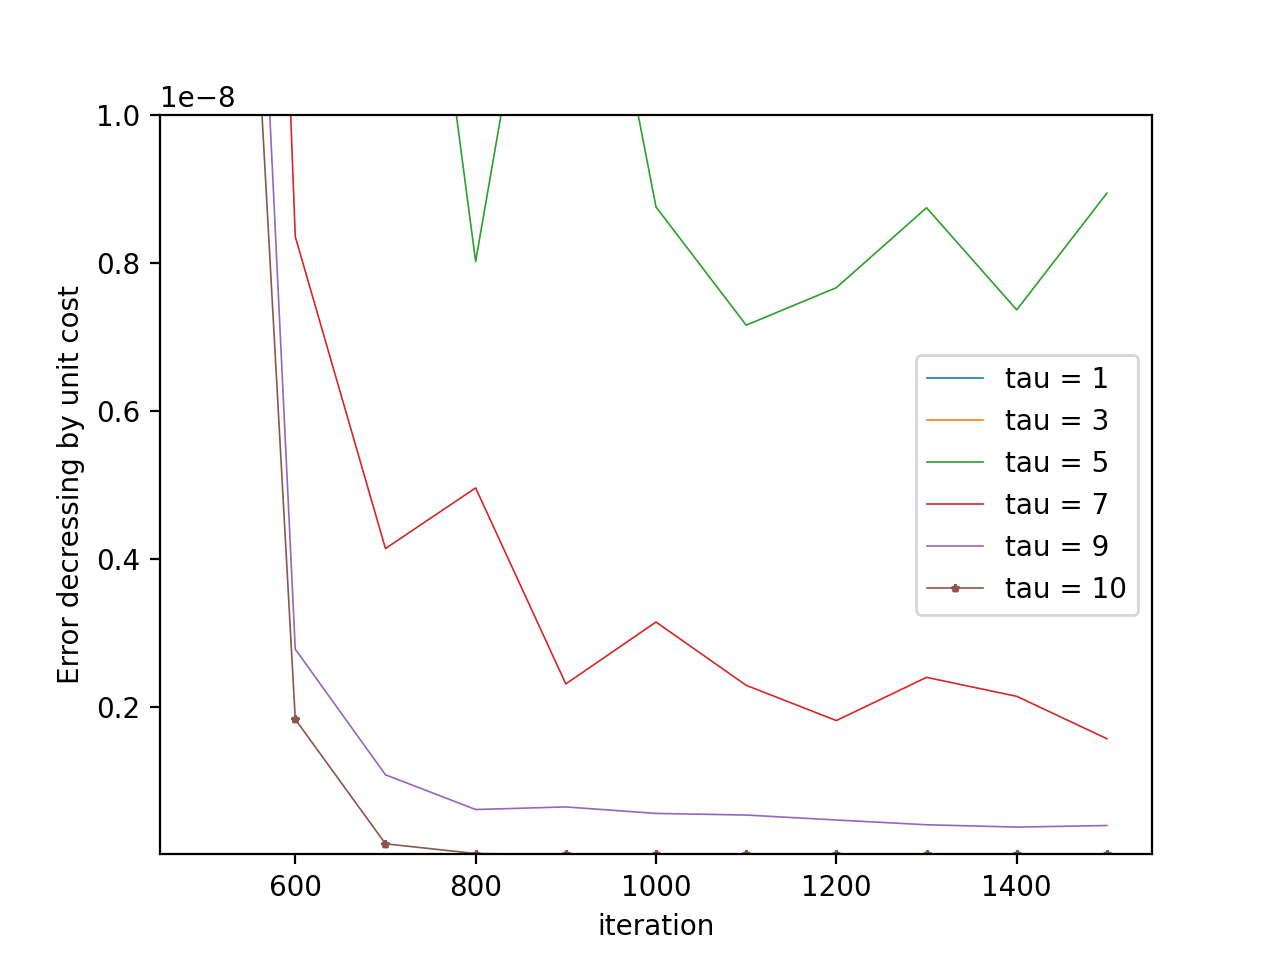 1e−8
1.0
0.8
0.6
0.4
0.2
Error decressing by unit cost
tau = 1
tau = 3
tau = 5
tau = 7
tau = 9
tau = 10
600 800 1000 1200 1400
iteration